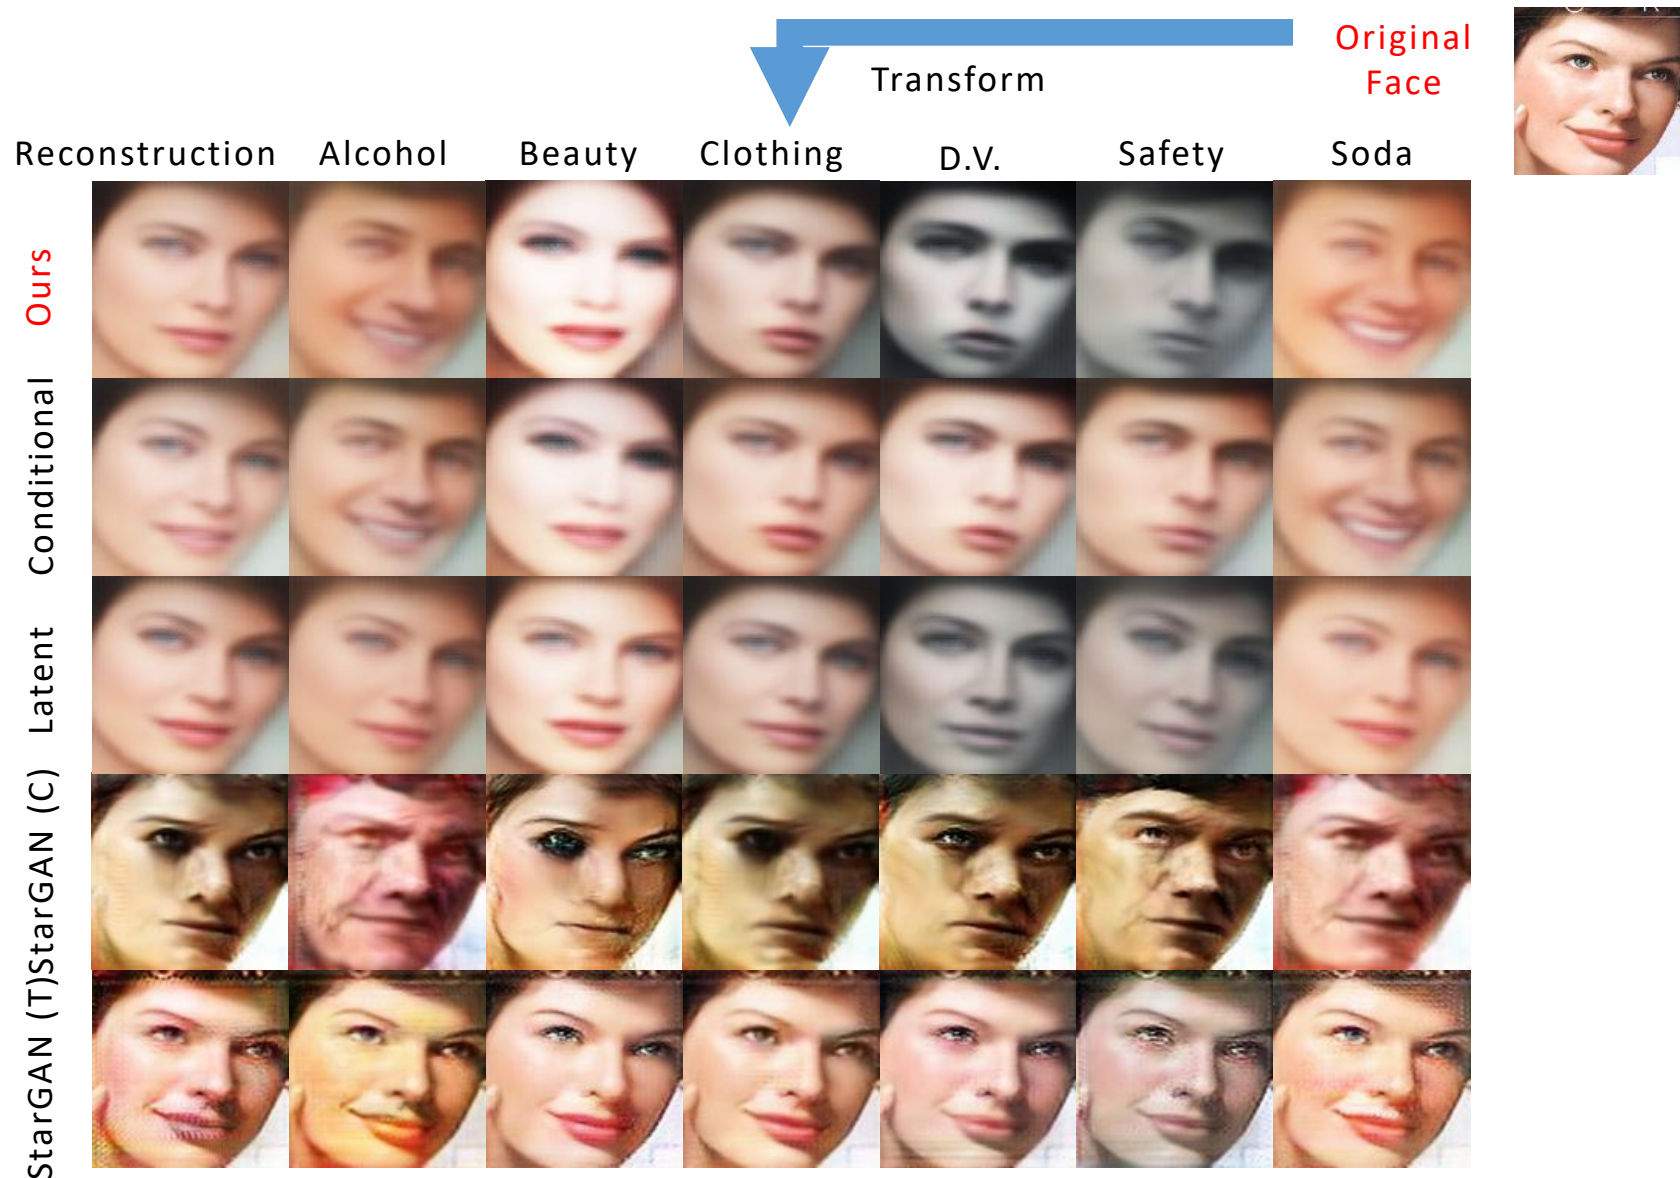 Original
Face
Transform
Reconstruction Alcohol Beauty Clothing D.V. Safety Soda
Ours
Conditional
Latent
StarGAN (C)
StarGAN (T)